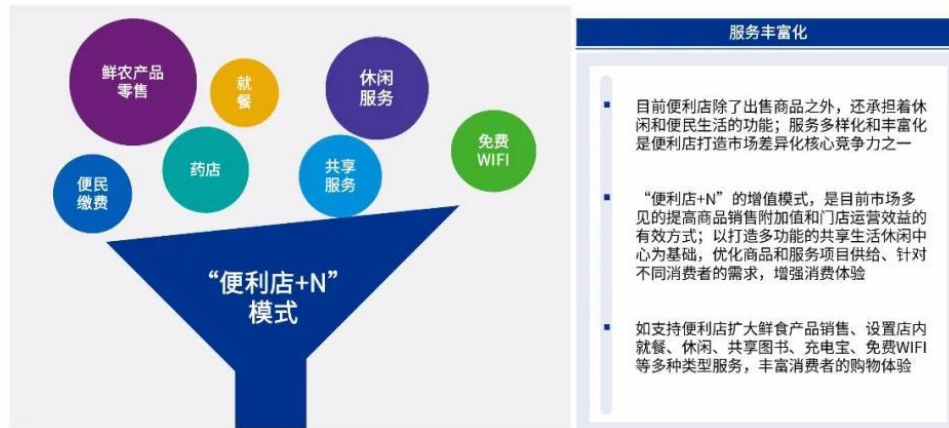 鲜农产品
零售
就
餐
休闲
服务
免费
WIFI
药店
共享
服务
便民
缴费
“便利店+N”
模式
服务丰富化
目前便利店除了出售商品之外，还承担着休
闲和便民生活的功能；服务多样化和丰富化
是便利店打造市场差异化核心竞争力之一
“便利店+N”的增值模式，是目前市场多
见的提高商品销售附加值和门店运营效益的
有效方式；以打造多功能的共享生活休闲中
心为基础，优化商品和服务项目供给、针对
不同消费者的需求，增强消费体验
如支持便利店扩大鲜食产品销售、设置店内
就餐、休闲、共享图书、充电宝、免费WIFI
等多种类型服务，丰富消费者的购物体验